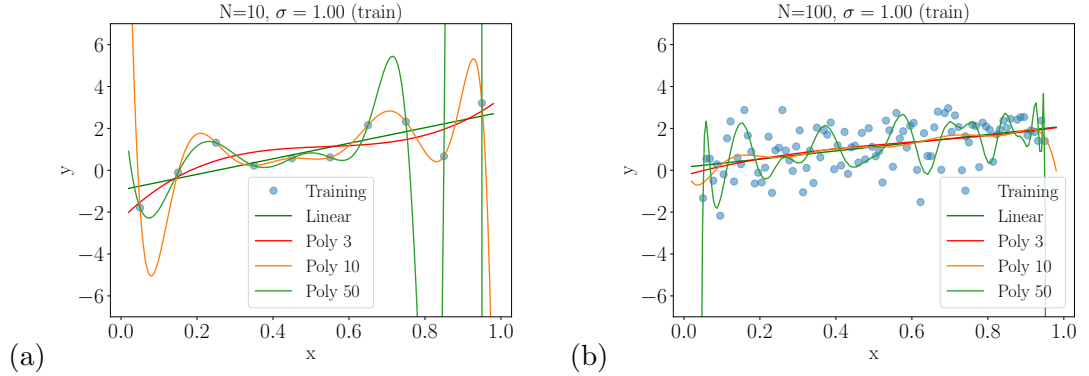 N=10, σ = 1.00 (train)
y
6
4
2
0
−2
−4
−6
Training
Linear
Poly 3
Poly 10
Poly 50
0.0 0.2 0.4 0.6 0.8 1.0
x
(a)
N=100, σ = 1.00 (train)
y
6
4
2
0
−2
−4
−6
Training
Linear
Poly 3
Poly 10
Poly 50
0.0 0.2 0.4 0.6 0.8 1.0
x
(b)